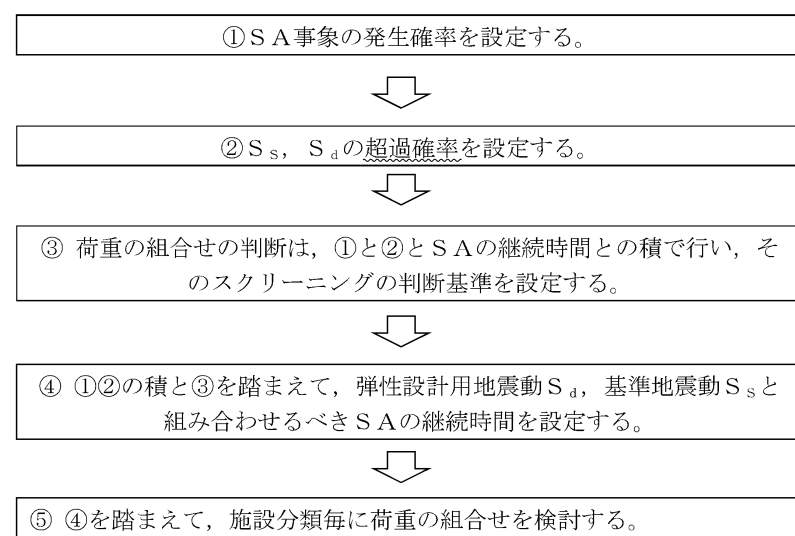 ①ＳＡ事象の発生確率を設定する。
②Ｓs，Ｓdの超過確率を設定する。
③ 荷重の組合せの判断は，①と②とＳＡの継続時間との積で行い，そ
のスクリーニングの判断基準を設定する。
④ ①②の積と③を踏まえて，弾性設計用地震動Ｓd，基準地震動Ｓsと
組み合わせるべきＳＡの継続時間を設定する。
⑤ ④を踏まえて，施設分類毎に荷重の組合せを検討する。